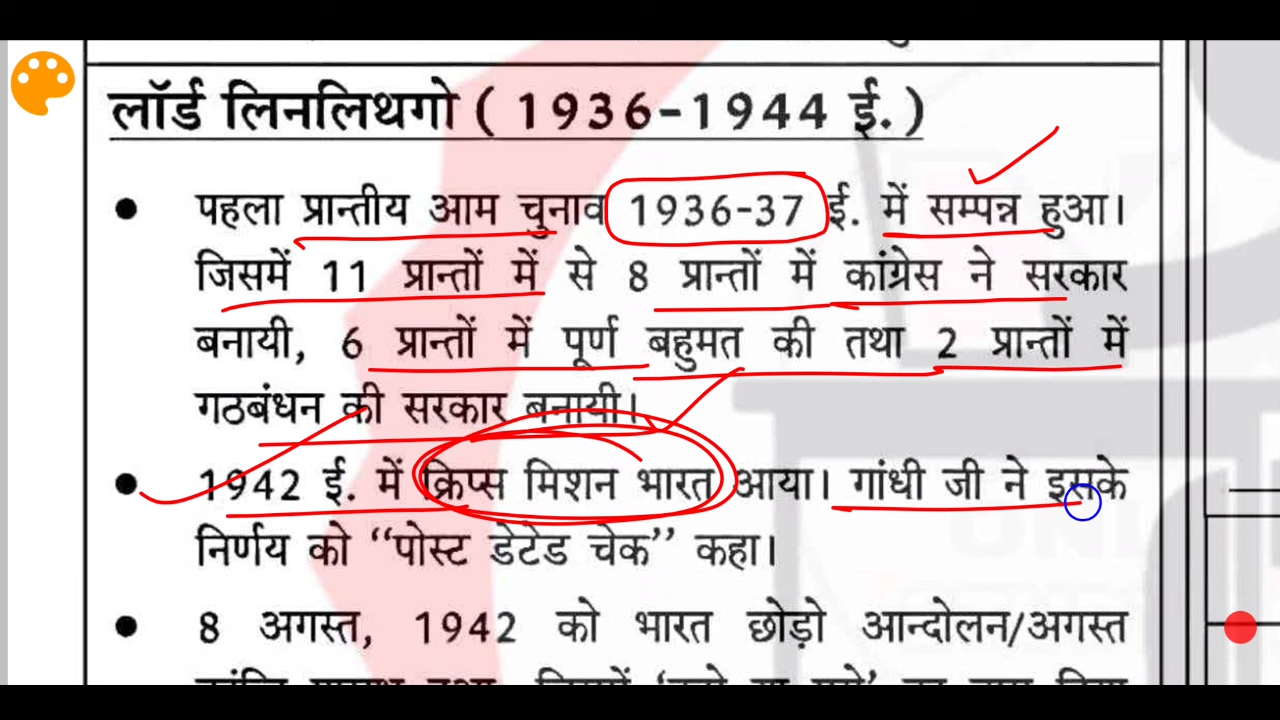 लॉर्ड लिनलिथगो ( 1936-1944 ई. )
● पहला प्रान्तीय आम चुनाव 1936-37 ई. में सम्पन्न हुआ।
जिसमें 11 प्रान्तों में से 8 प्रान्तों में कांग्रेस ने सरकार
बनायी, 6 प्रान्तों में पूर्ण बहुमत की तथा 2 प्रान्तों में
गठबंधन की सरकार बनायी।
● 1942 ई. में क्रिप्स मिशन भारत आया। गांधी जी ने इसके
निर्णय को “पोस्ट डेटेड चेक” कहा।
● 8 अगस्त, 1942 को भारत छोड़ो आन्दोलन/अगस्त